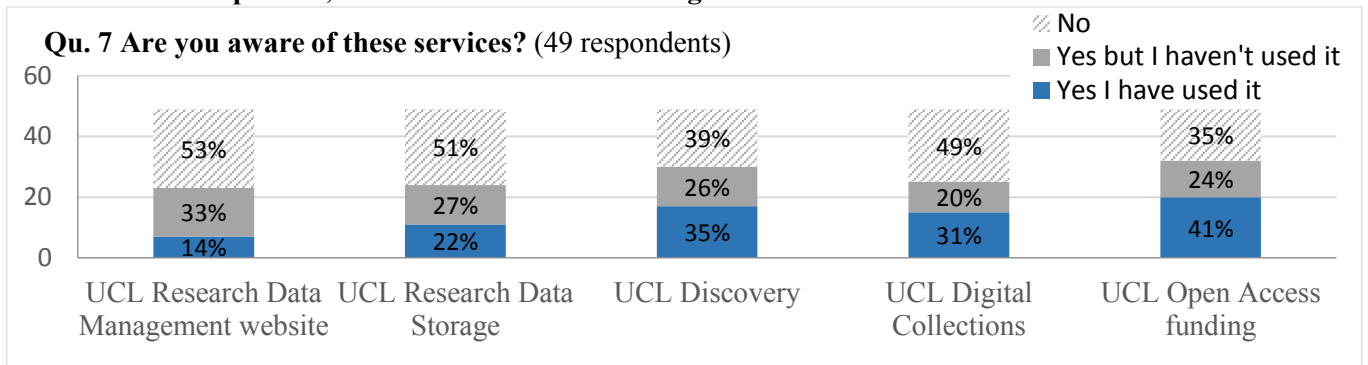 Qu. 7 Are you aware of these services? (49 respondents)
No
Yes but I haven't used it
Yes I have used it
60
40
20
0
53% 51% 39% 49% 35%
33% 27% 26% 20% 24%
14% 22% 35% 31% 41%
UCL Research Data Management website
UCL Research Data Storage
UCL Discovery
UCL Digital Collections
UCL Open Access funding